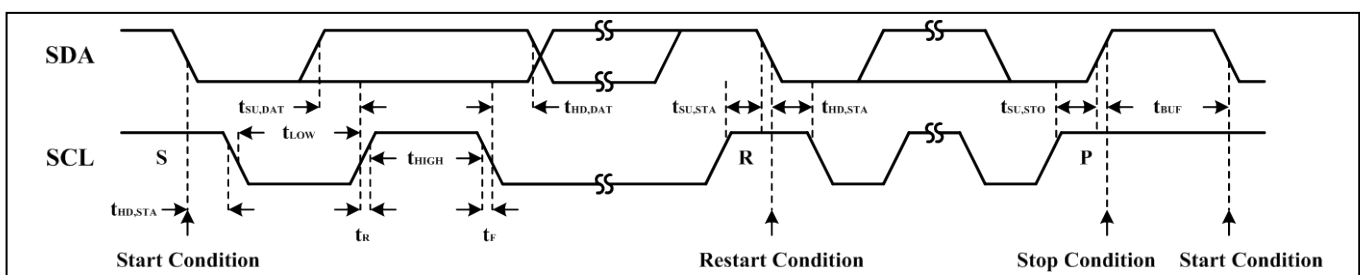 SDA
tSU,DAT tHD,DAT tSU,STA tHD,STA tSU,STO tBUF
tLOW
SCL S tHIGH R P
tHD,STA
tR tF
Start Condition Restart Condition Stop Condition Start Condition